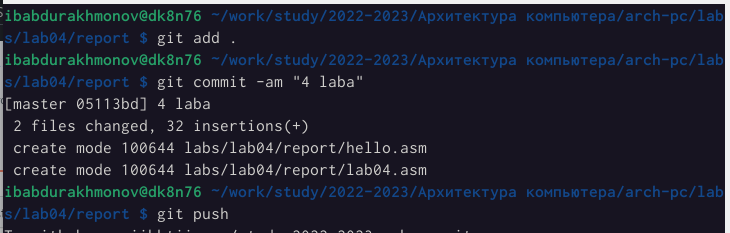 ibabdurakhmonov@dk8n76 ~/work/study/2022-2023/Архитектура компьютера/arch-pc/lab
s/lab04/report $ git add .
ibabdurakhmonov@dk8n76 ~/work/study/2022-2023/Архитектура компьютера/arch-pc/lab
s/lab04/report $ git commit -am "4 laba"
[master 05113bd] 4 laba
2 files changed, 32 insertions(+)
create mode 100644 labs/lab04/report/hello.asm
create mode 100644 labs/lab04/report/lab04.asm
ibabdurakhmonov@dk8n76 ~/work/study/2022-2023/Архитектура компьютера/arch-pc/lab
s/lab04/report $ git push